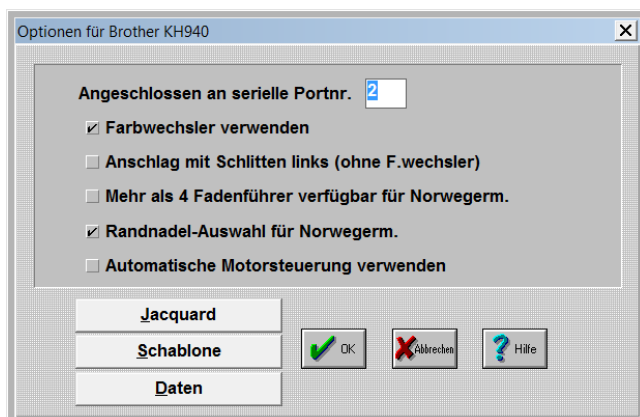 Optionen für Brother KH940
Angeschlossen an serielle Portnr. 2
Farbwechsler verwenden
Anschlag mit Schlitten links (ohne F.wechsler)
Mehr als 4 Fadenführer verfügbar für Norwegerm.
Randnadel-Auswahl für Norwegerm.
Automatische Motorsteuerung verwenden
Jacquard
Schablone
Daten
OK
Abbrechen
Hilfe